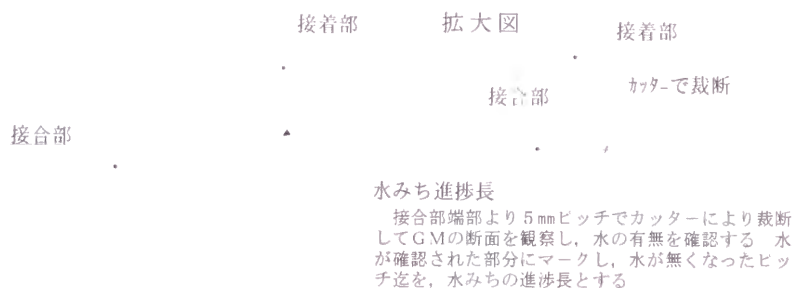 接着部
拡大図
接着部
接合部
カッターで裁断
接合部
水みち進捗長
接合部端部より５㎜ピッチでカッターにより裁断
してＧＭの断面を観察し，水の有無を確認する　水
が確認された部分にマークし，水が無くなったピッ
チ迄を，水みちの進渉長とする